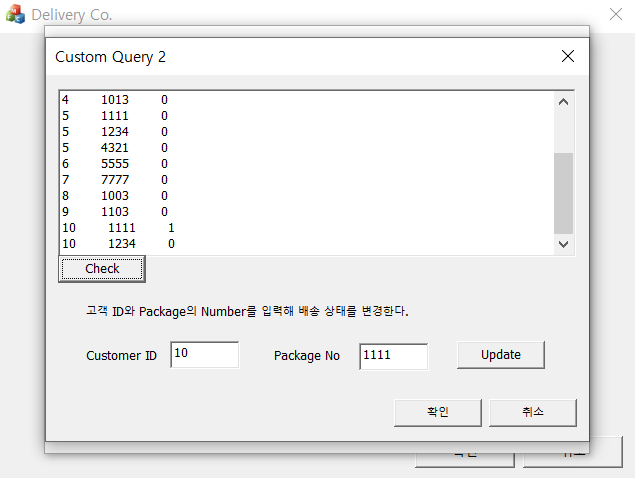 Delivery Co.
Custom Query 2
4 1013 0
5 1111 0
5 1234 0
5 4321 0
6 5555 0
7 7777 0
8 1003 0
9 1103 0
10 1111 1
10 1234 0
Check
고객 ID와 Package의 Number를 입력해 배송 상태를 변경한다.
Customer ID 10 Package No 1111 Update
확인 취소